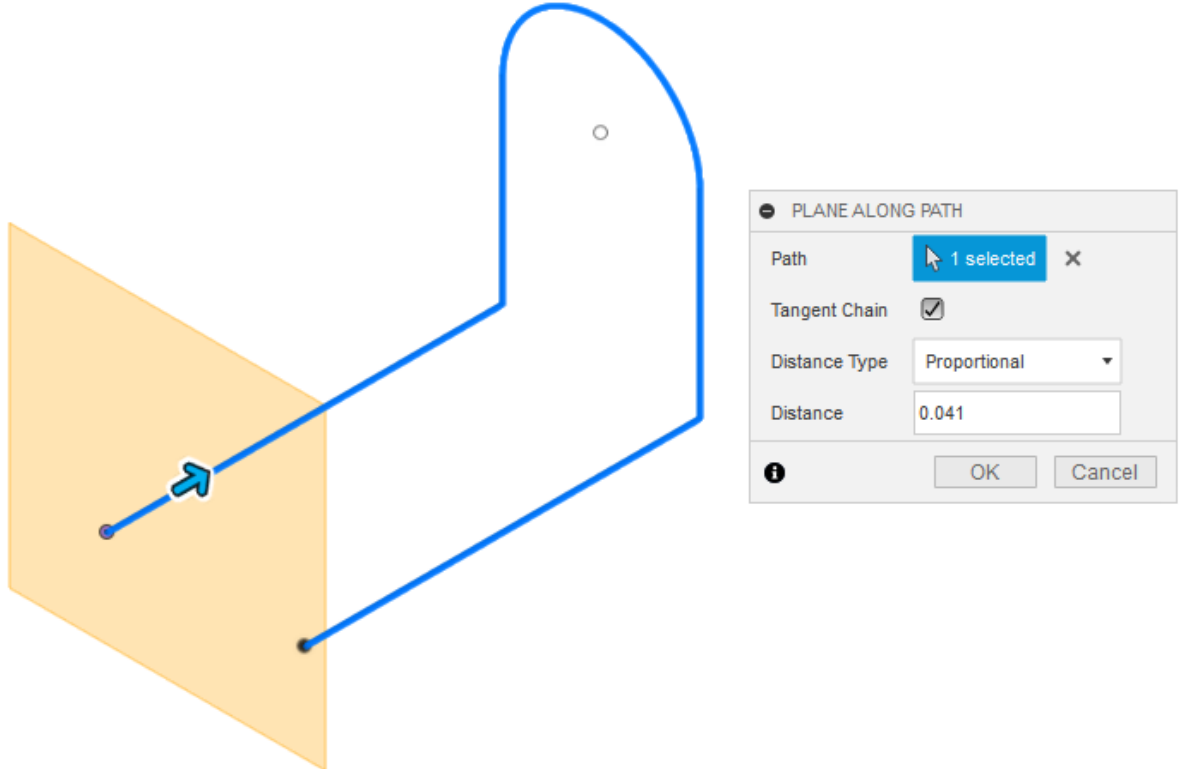 PLANE ALONG PATH
Path 1 selected
Tangent Chain
Distance Type Proportional
Distance 0.041
OK Cancel